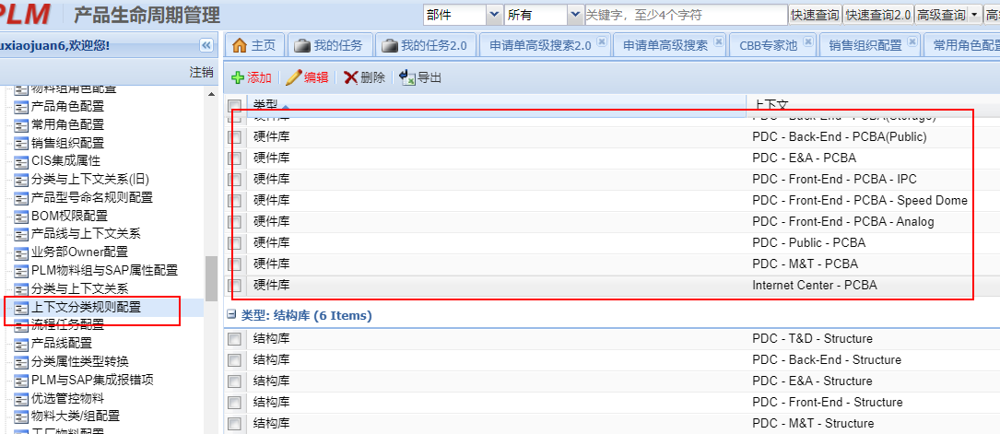 PLM 产品生命周期管理
部件 所有 关键字，至少4个字符 快速查询 快速查询2.0 高级查询
uxiaojuan6,欢迎您!
注销
主页 我的任务 我的任务2.0 申请单高级搜索2.0 申请单高级搜索 CBB专家池 销售组织配置 常用角色配置
添加 编辑 删除 导出
物料组角色配置
产品角色配置
常用角色配置
销售组织配置
CIS集成属性
分类与上下文关系(旧)
产品型号命名规则配置
BOM权限配置
产品线与上下文关系
业务部Owner配置
PLM物料组与SAP属性配置
分类与上下文关系
上下文分类规则配置
流程任务配置
产品线配置
分类属性类型转换
PLM与SAP集成报错项
优选管控物料
物料大类/组配置
工厂物料配置
类型 上下文
硬件库 PDC - Back-End - PCBA(Storage)
硬件库 PDC - Back-End - PCBA(Public)
硬件库 PDC - E&A - PCBA
硬件库 PDC - Front-End - PCBA - IPC
硬件库 PDC - Front-End - PCBA - Speed Dome
硬件库 PDC - Front-End - PCBA - Analog
硬件库 PDC - Public - PCBA
硬件库 PDC - M&T - PCBA
硬件库 Internet Center - PCBA
类型: 结构库 (6 Items)
结构库 PDC - T&D - Structure
结构库 PDC - Back-End - Structure
结构库 PDC - E&A - Structure
结构库 PDC - Front-End - Structure
结构库 PDC - M&T - Structure